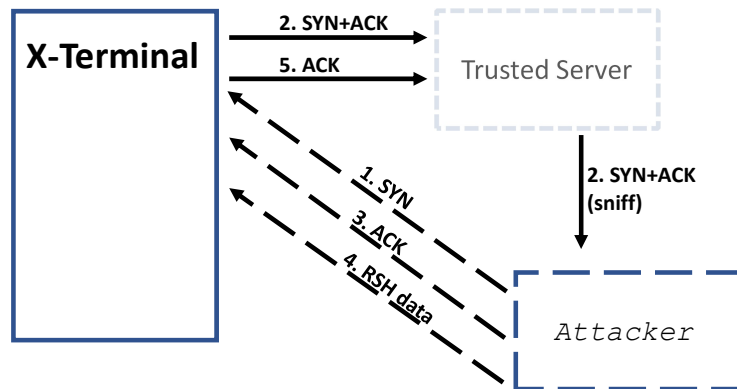 2. SYN+ACK
X-Terminal
5. ACK
Trusted Server
2. SYN+ACK
(sniff)
1. SYN
3. ACK
4. RSH data
Attacker